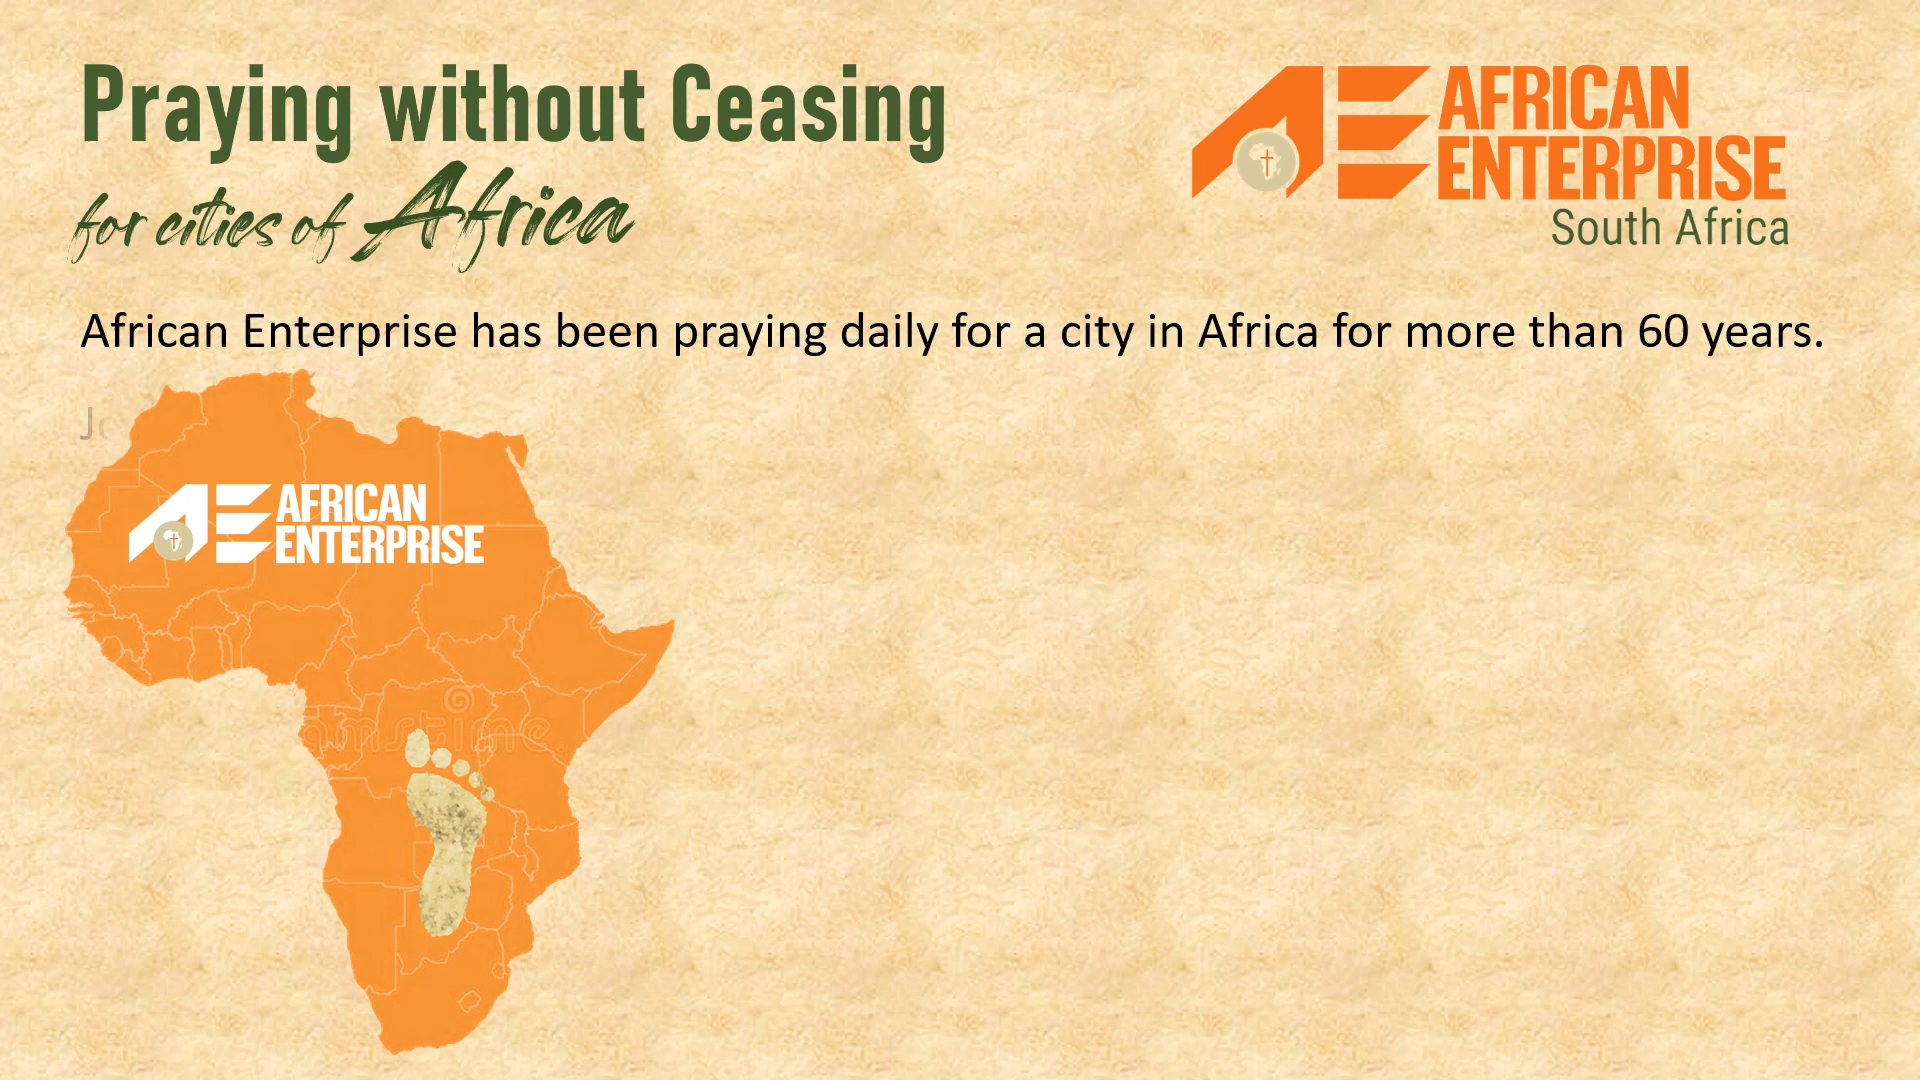 Praying without Ceasing
for cities of Africa
AFRICAN
ENTERPRISE
South Africa
African Enterprise has been praying daily for a city in Africa for more than 60 years.
AFRICAN
ENTERPRISE